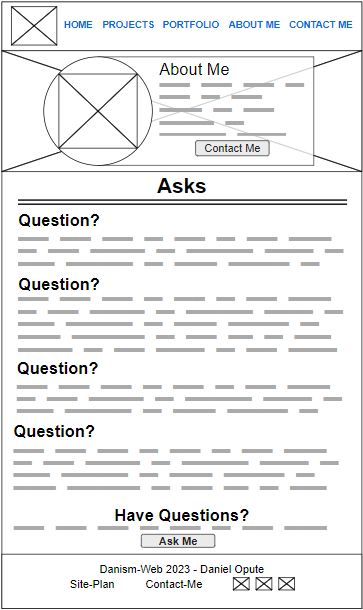 HOME PROJECTS PORTFOLIO ABOUT ME CONTACT ME
About Me
Contact Me
Asks
Question?
Question?
Question?
Question?
Have Questions?
Ask Me
Danism-Web 2023 - Daniel Opute
Site-Plan Contact-Me